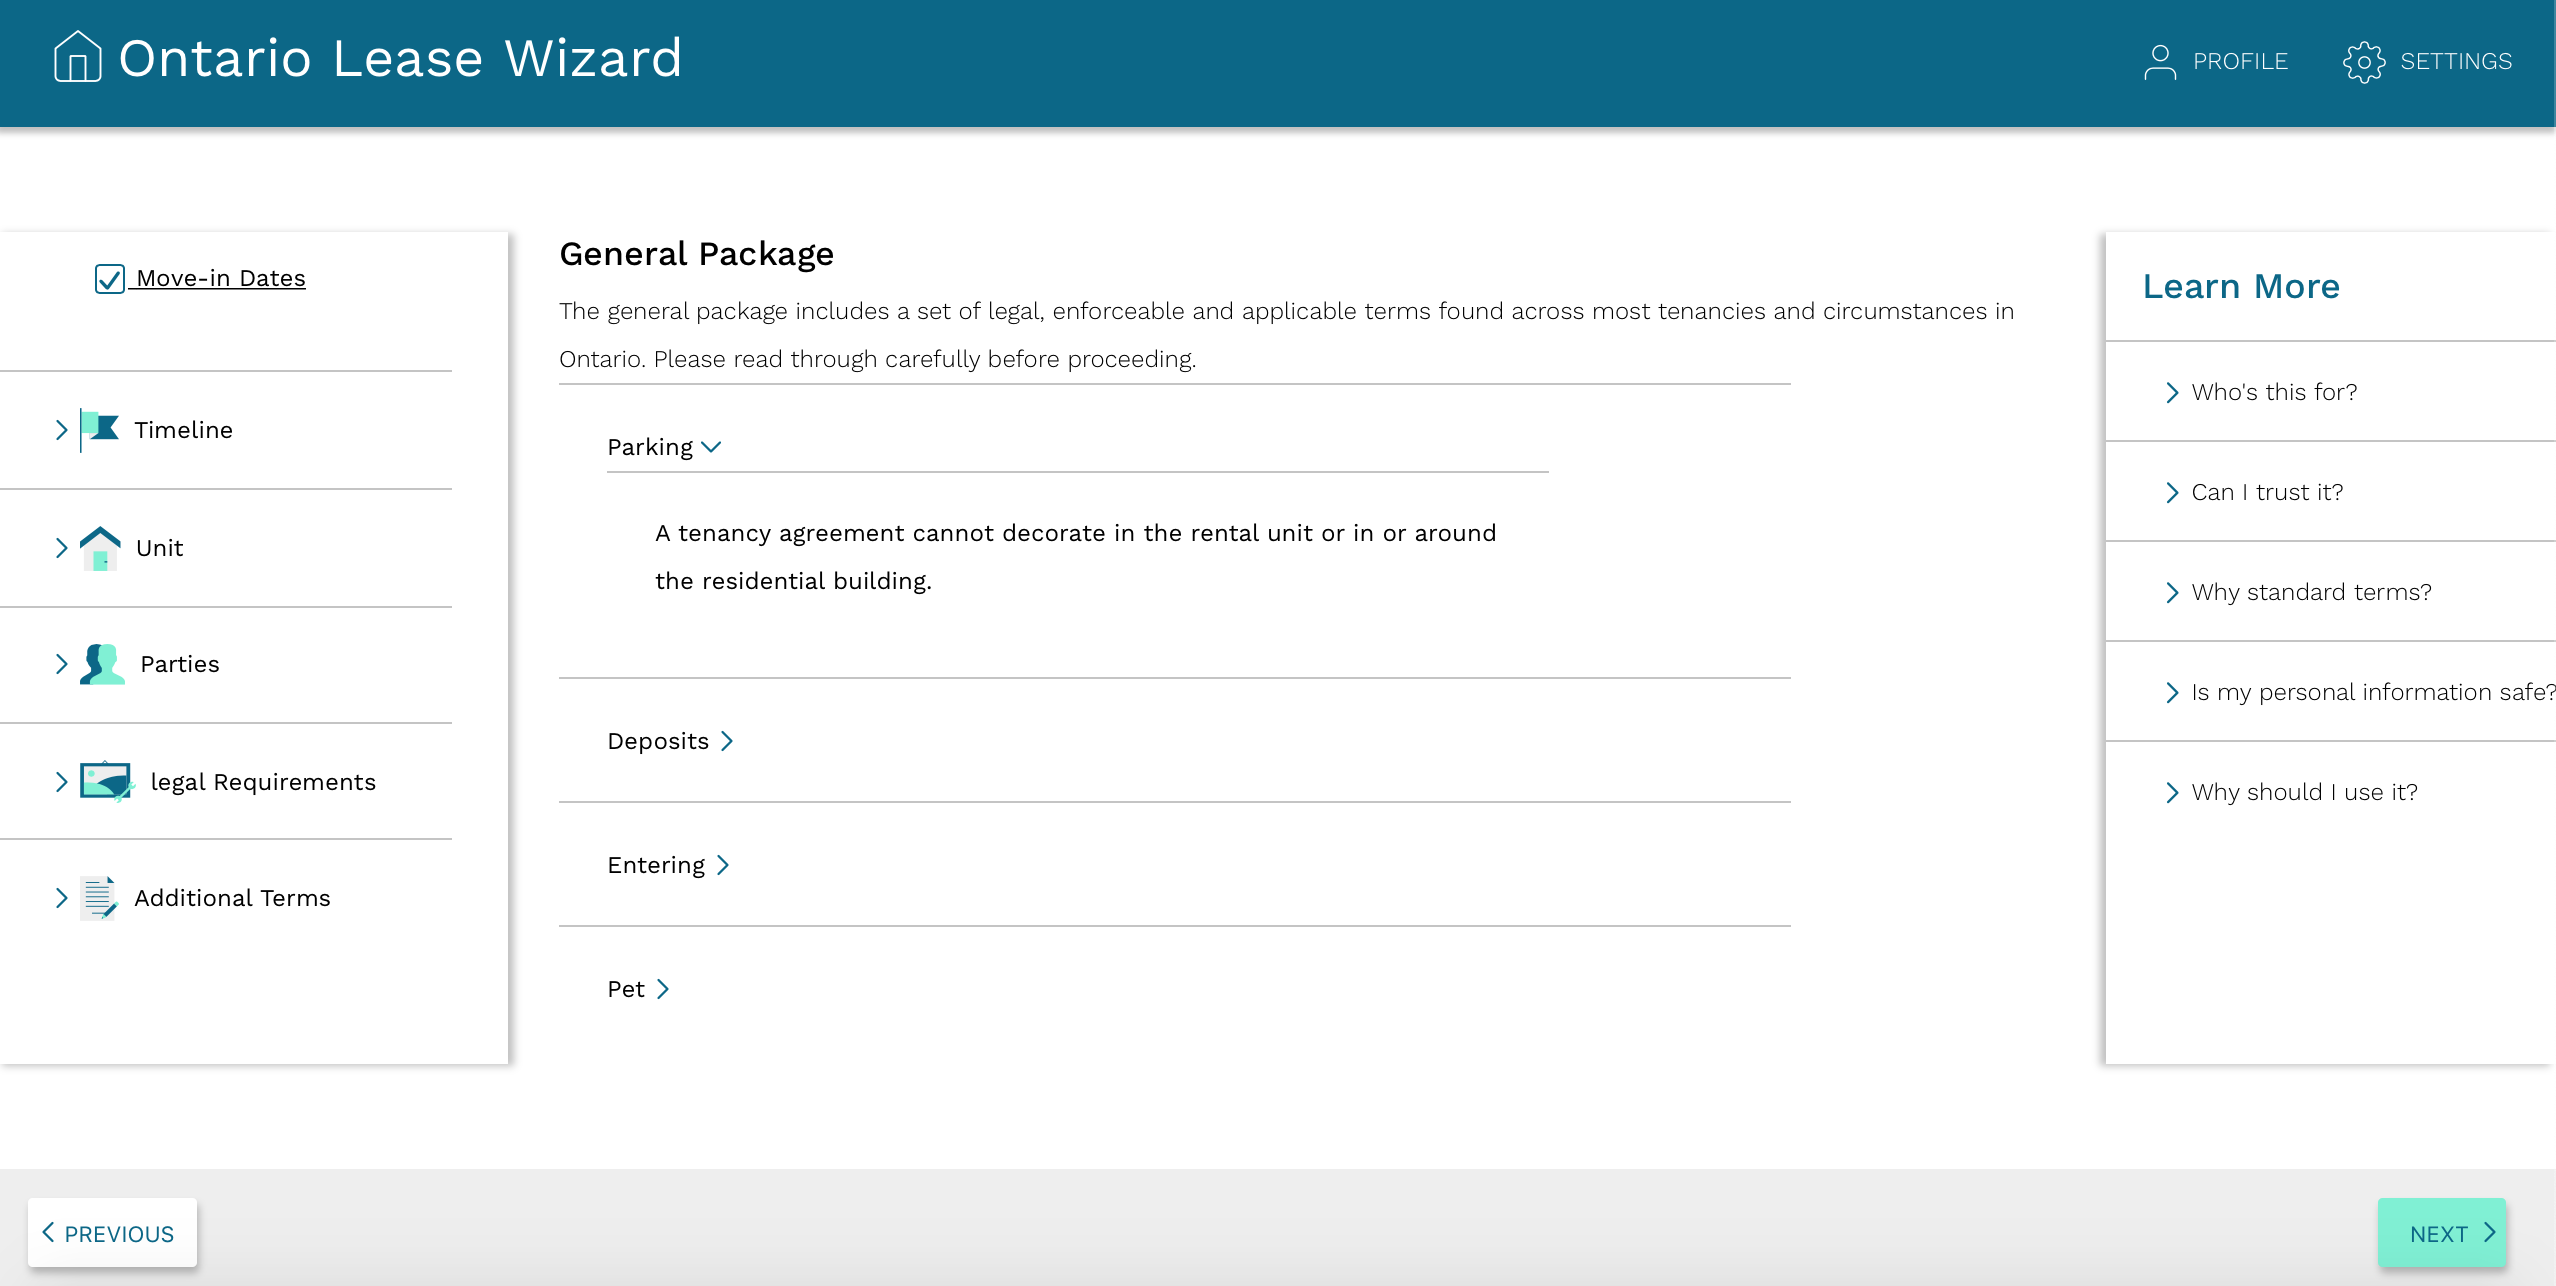 Ontario Lease Wizard
PROFILE
SETTINGS
Move-in Dates
Timeline
Unit
Parties
legal Requirements
Additional Terms
General Package
The general package includes a set of legal, enforceable and applicable terms found across most tenancies and circumstances in
Ontario. Please read through carefully before proceeding.
Parking
A tenancy agreement cannot decorate in the rental unit or in or around
the residential building.
Deposits
Entering
Pet
Learn More
Who's this for?
Can I trust it?
Why standard terms?
Is my personal information safe?
Why should I use it?
PREVIOUS
NEXT